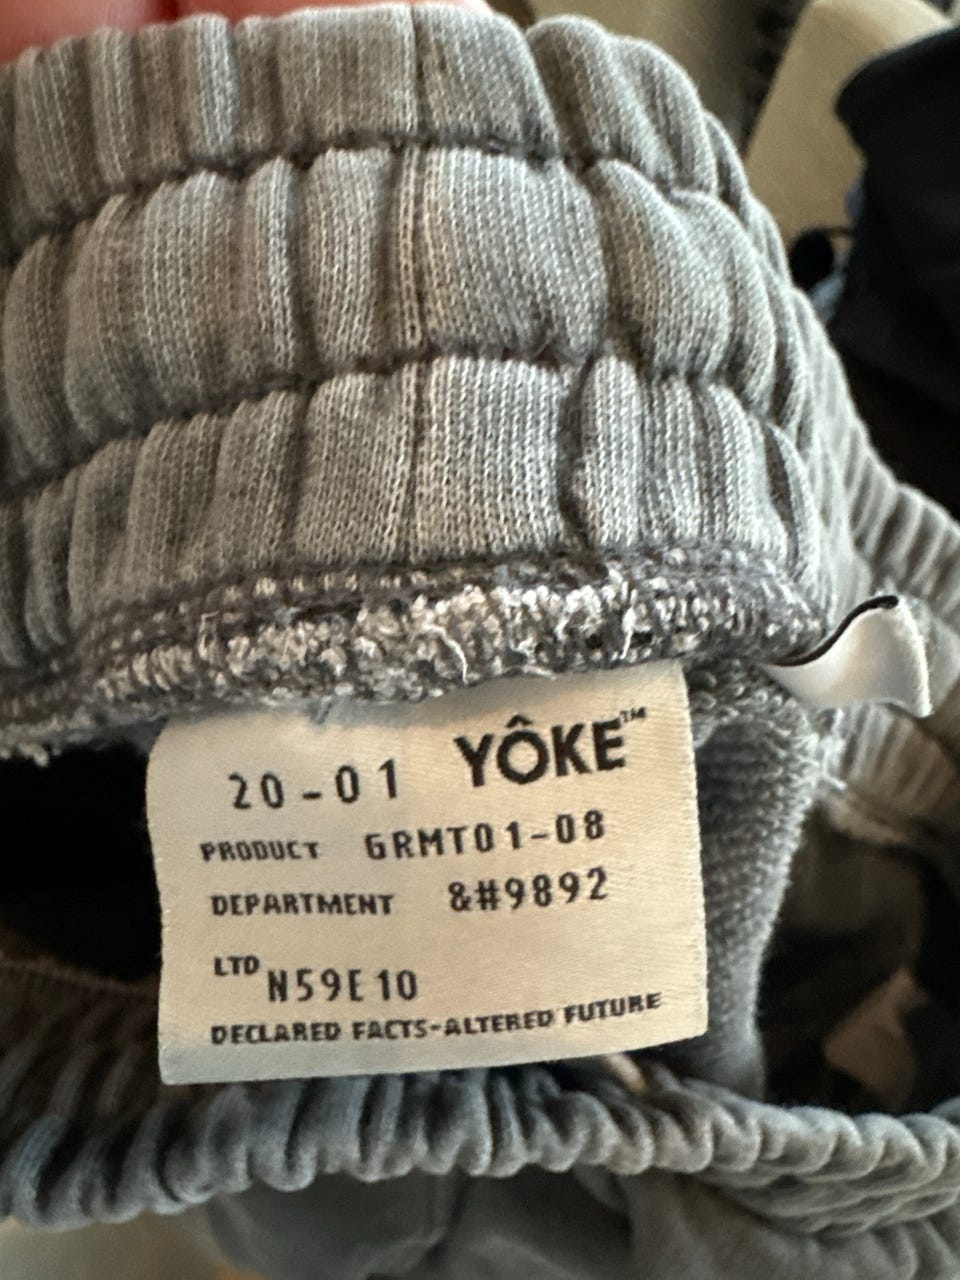 20-01 YÔKE™
PRODUCT GRMT01-08
DEPARTMENT &#9892
LTD N59E10
DECLARED FACTS-ALTERED FUTURE